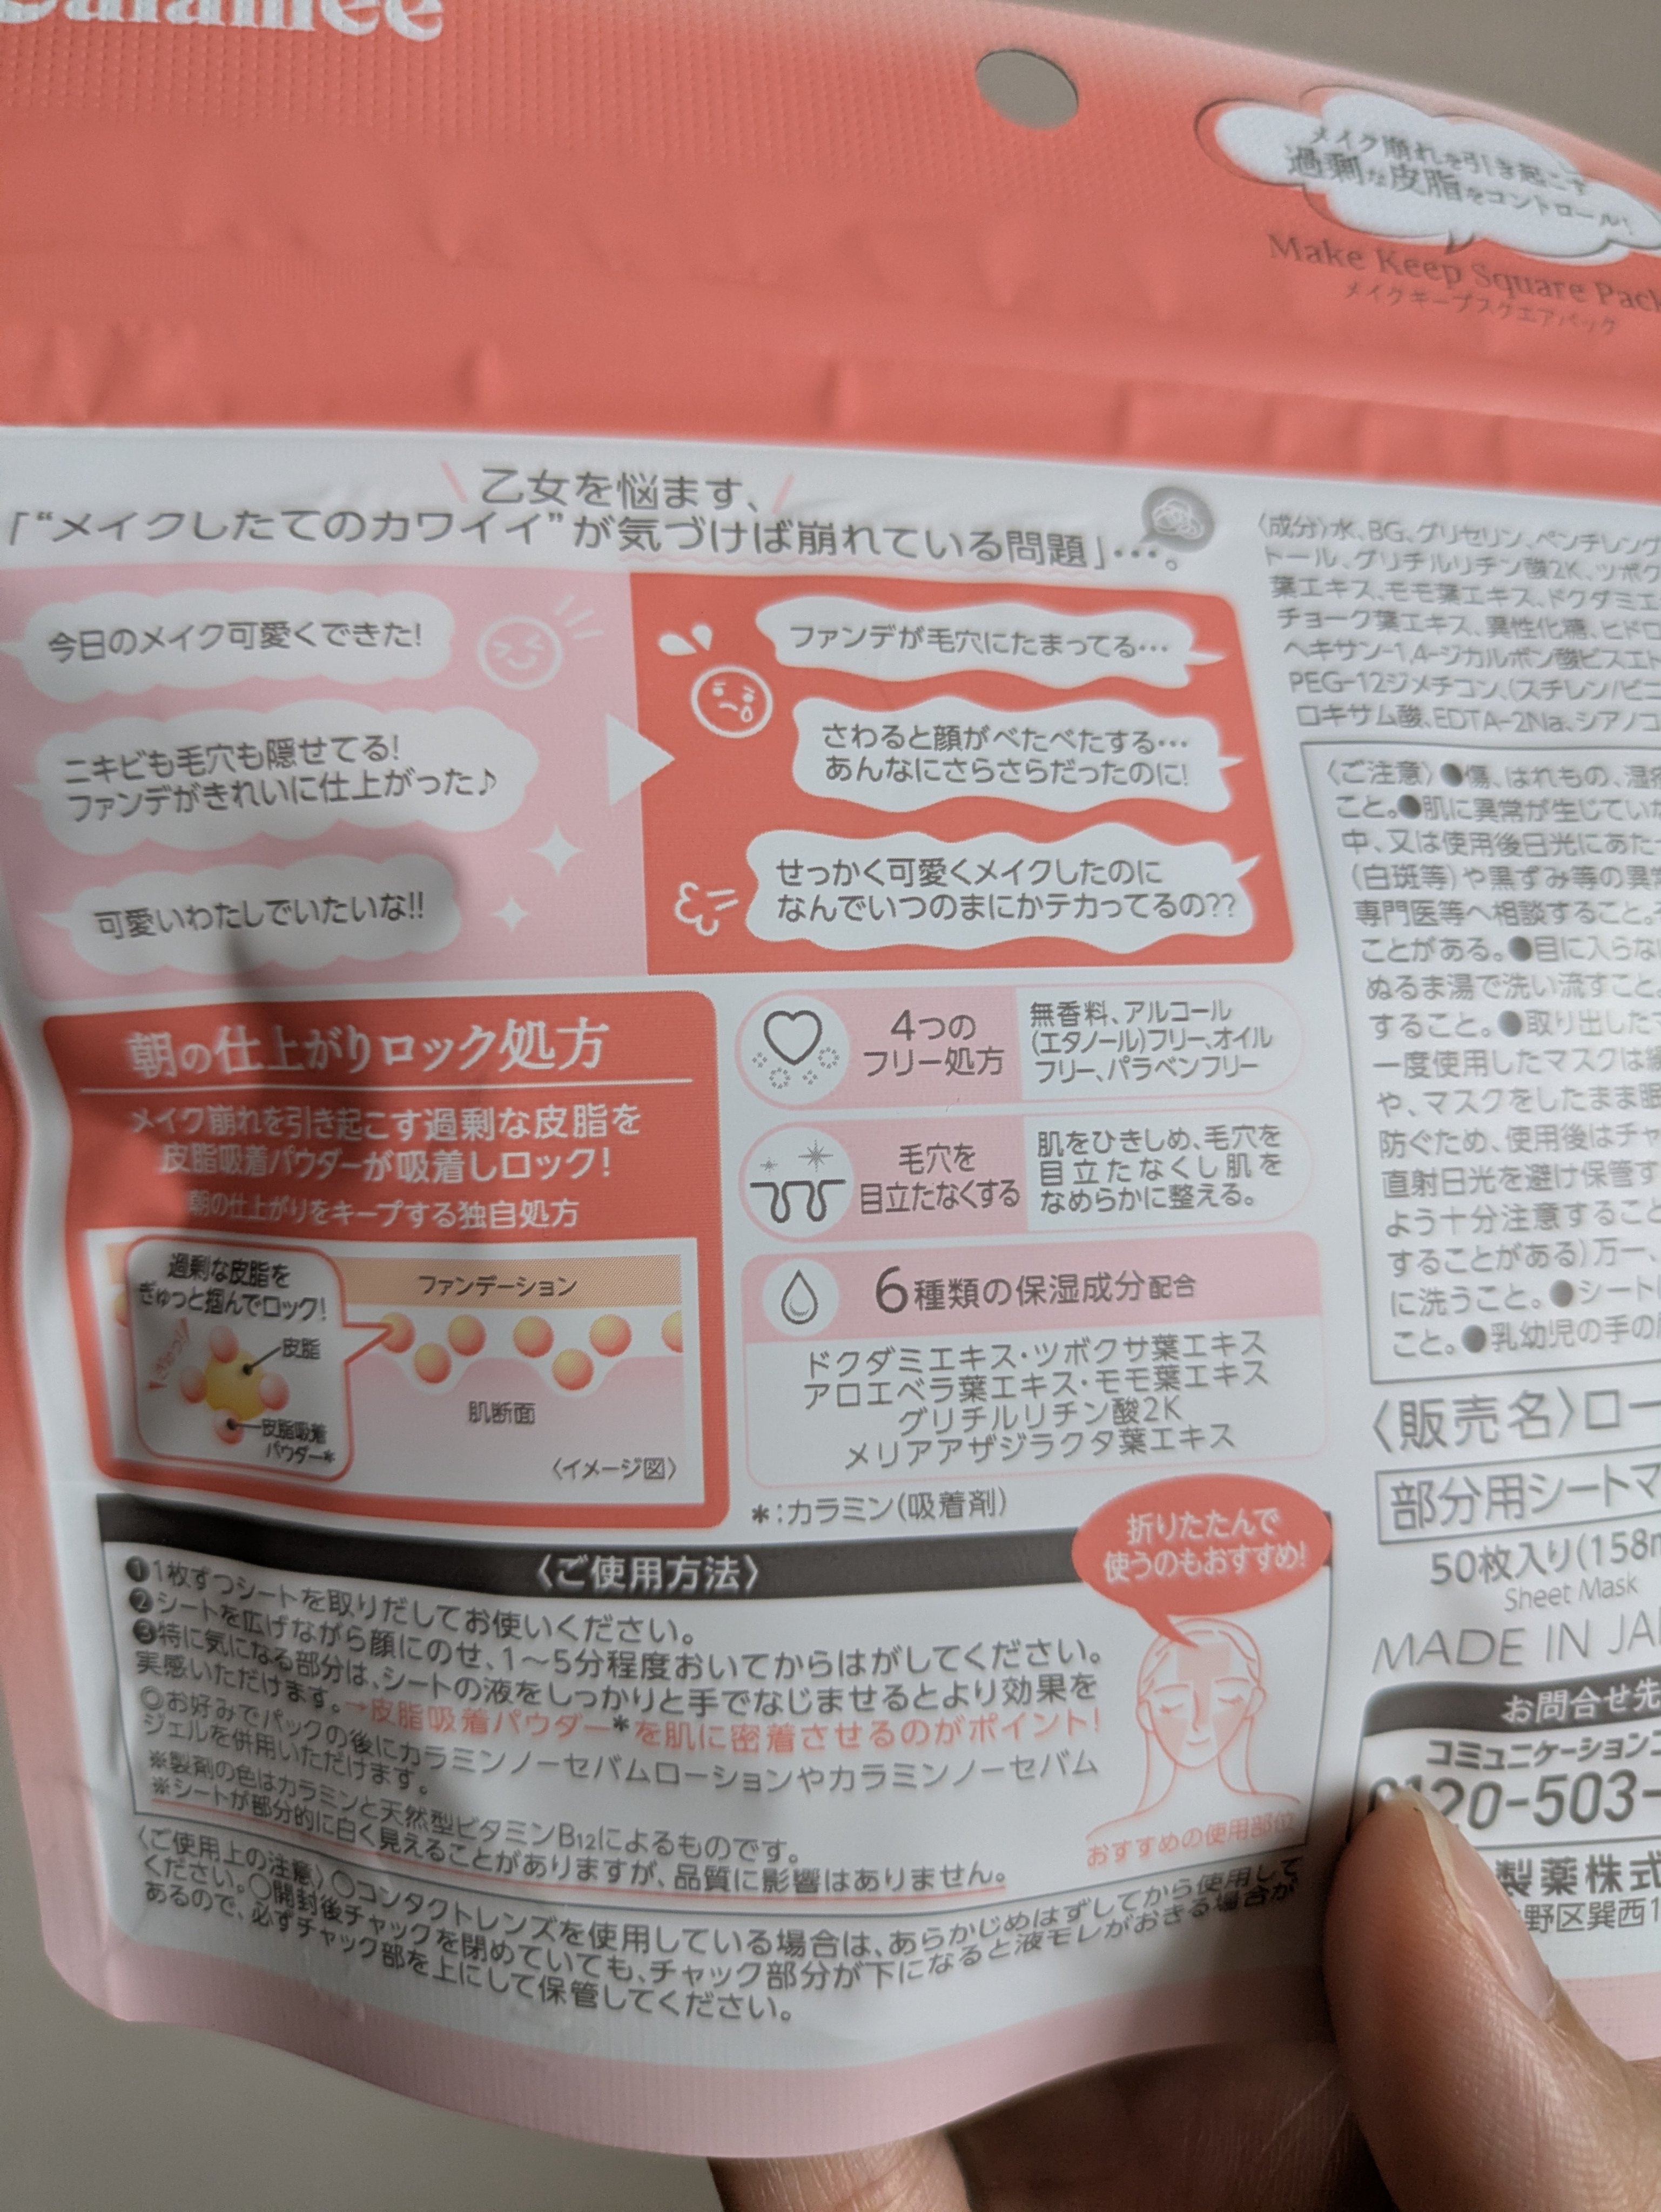 メイク崩れを引き起こす
過剰な皮脂をコントロール!
Make Keep Square Pack
メイクキープスクエアパック
乙女を悩ます、
「“メイクしたてのカワイイ”が気づけば崩れている問題」…。
今日のメイク可愛くできた!
ニキビも毛穴も隠せてる!
ファンデがきれいに仕上がった♪
可愛いわたしでいたいな!!
ファンデが毛穴にたまってる…
さわると顔がべたべたする…
あんなにさらさらだったのに!
せっかく可愛くメイクしたのに
なんでいつのまにかテカってるの??
朝の仕上がりロック処方
メイク崩れを引き起こす過剰な皮脂を
皮脂吸着パウダーが吸着しロック!
朝の仕上がりをキープする独自処方
過剰な皮脂を
ぎゅっと掴んでロック!
皮脂
皮脂吸着
パウダー*
ファンデーション
肌断面
〈イメージ図〉
4つの
フリー処方
無香料、アルコール
(エタノール)フリー、オイル
フリー、パラベンフリー
毛穴を
目立たなくする
肌をひきしめ、毛穴を
目立たなくし肌を
なめらかに整える。
6種類の保湿成分配合
ドクダミエキス・ツボクサ葉エキス
アロエベラ葉エキス・モモ葉エキス
グリチルリチン酸2K
メリアアザジラクタ葉エキス
*:カラミン(吸着剤)
〈ご使用方法〉
❶1枚ずつシートを取りだしてお使いください。
❷シートを広げながら顔にのせ、1〜5分程度おいてからはがしてください。
❸特に気になる部分は、シートの液をしっかりと手でなじませるとより効果を
実感いただけます。→皮脂吸着パウダー*を肌に密着させるのがポイント!
◎お好みでパックの後にカラミンノーセバムローションやカラミンノーセバム
ジェルを併用いただけます。
※製剤の色はカラミンと天然型ビタミンB12によるものです。
※シートが部分的に白く見えることがありますが、品質に影響はありません。
折りたたんで
使うのもおすすめ!
おすすめの使用部位
〈ご使用上の注意〉○コンタクトレンズを使用している場合は、あらかじめはずしてから使用して
ください。○開封後チャックを閉めていても、チャック部分が下になると液モレがおきる場合が
あるので、必ずチャック部を上にして保管してください。
〈成分〉水、BG、グリセリン、ペンチレング
トール、グリチルリチン酸2K、ツボク
葉エキス、モモ葉エキス、ドクダミエ
チョーク葉エキス、異性化糖、ヒドロ
ヘキサン-1,4-ジカルボン酸ビスエト
PEG-12ジメチコン、(スチレン/ビニ
ロキサム酸、EDTA-2Na、シアノコ
〈ご注意〉●傷、はれもの、湿疹
こと。●肌に異常が生じていな
中、又は使用後日光にあたっ
(白斑等)や黒ずみ等の異常
専門医等へ相談すること。そ
ことがある。●目に入らな
ぬるま湯で洗い流すこと。
すること。●取り出したマ
一度使用したマスクは
や、マスクをしたまま眠
防ぐため、使用後はチャ
直射日光を避け保管す
よう十分注意すること
することがある)万一、
に洗うこと。●シート
こと。●乳幼児の手の
〈販売名〉ロー
部分用シートマ
50枚入り(158m
Sheet Mask
MADE IN JA
お問合せ先
コミュニケーションコ
0120-503-
製薬株式
野区巽西1